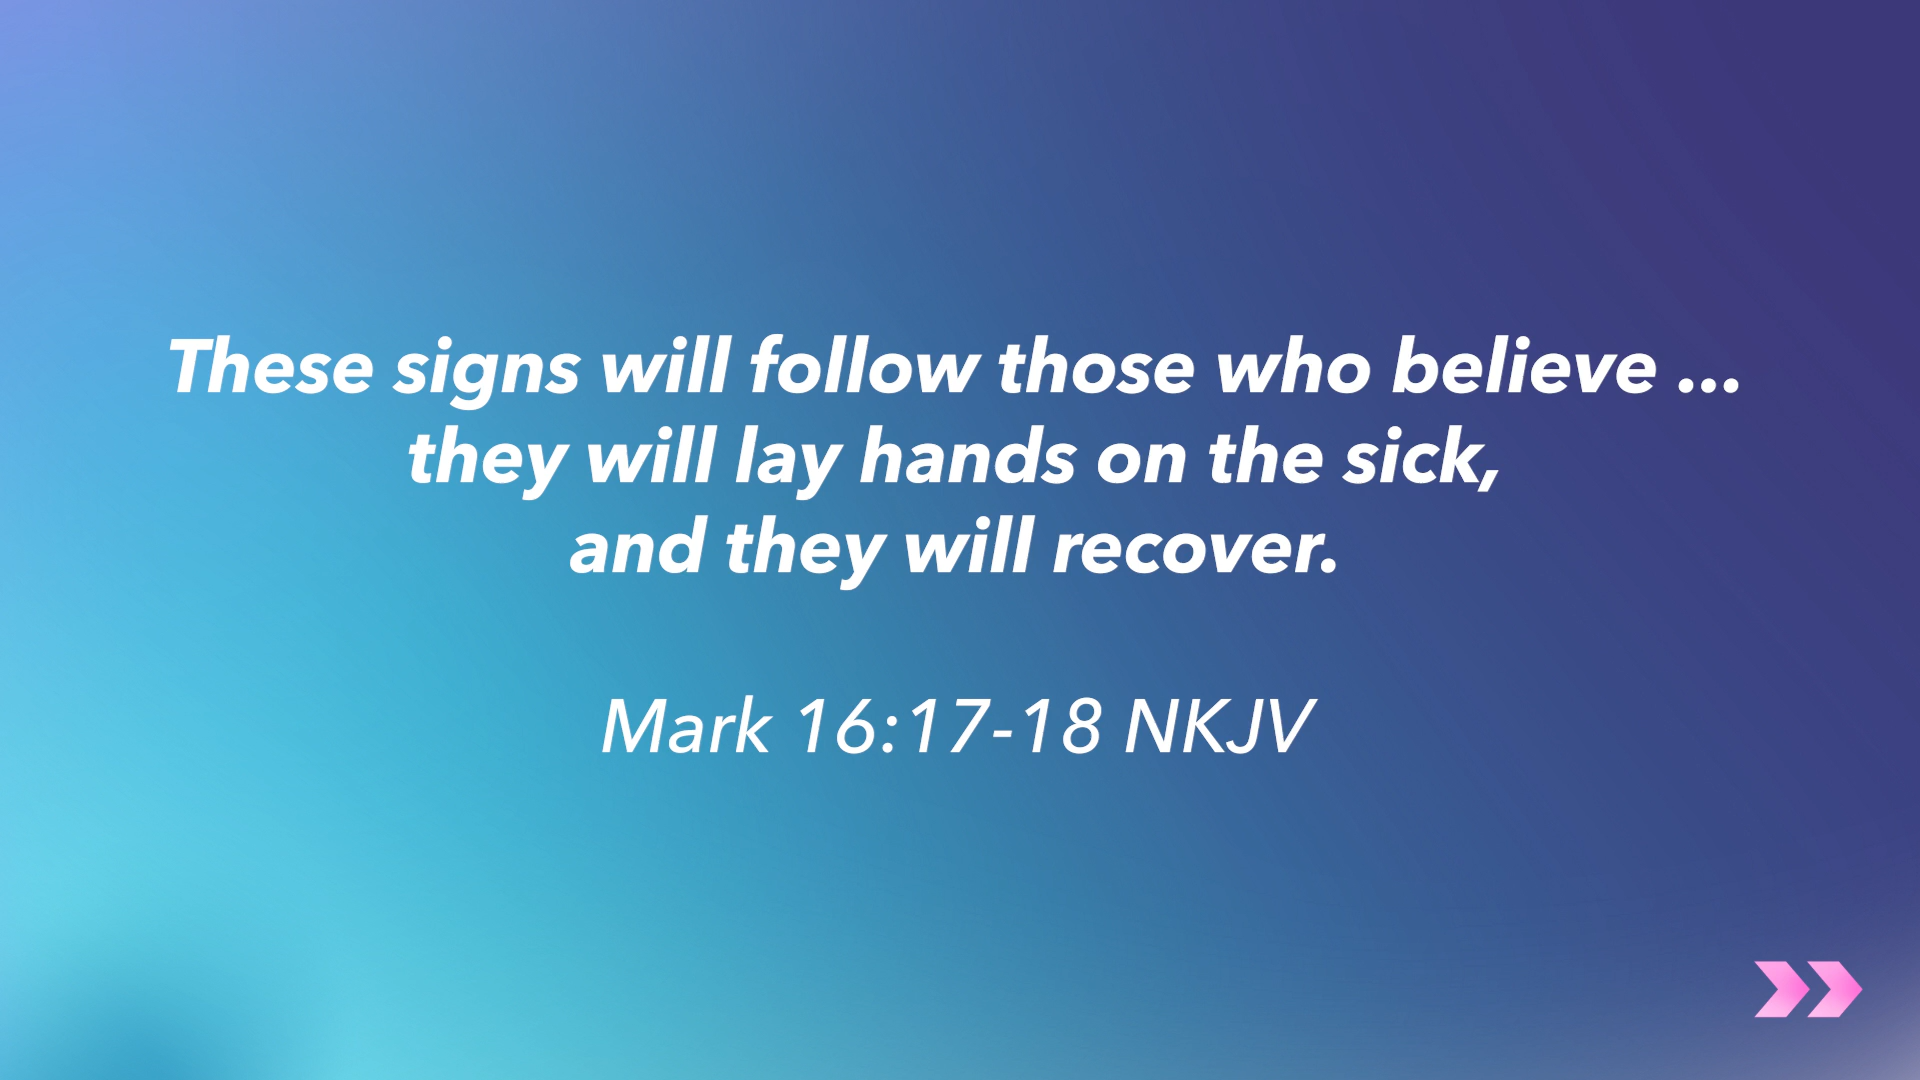 These signs will follow those who believe ...
they will lay hands on the sick,
and they will recover.
Mark 16:17-18 NKJV